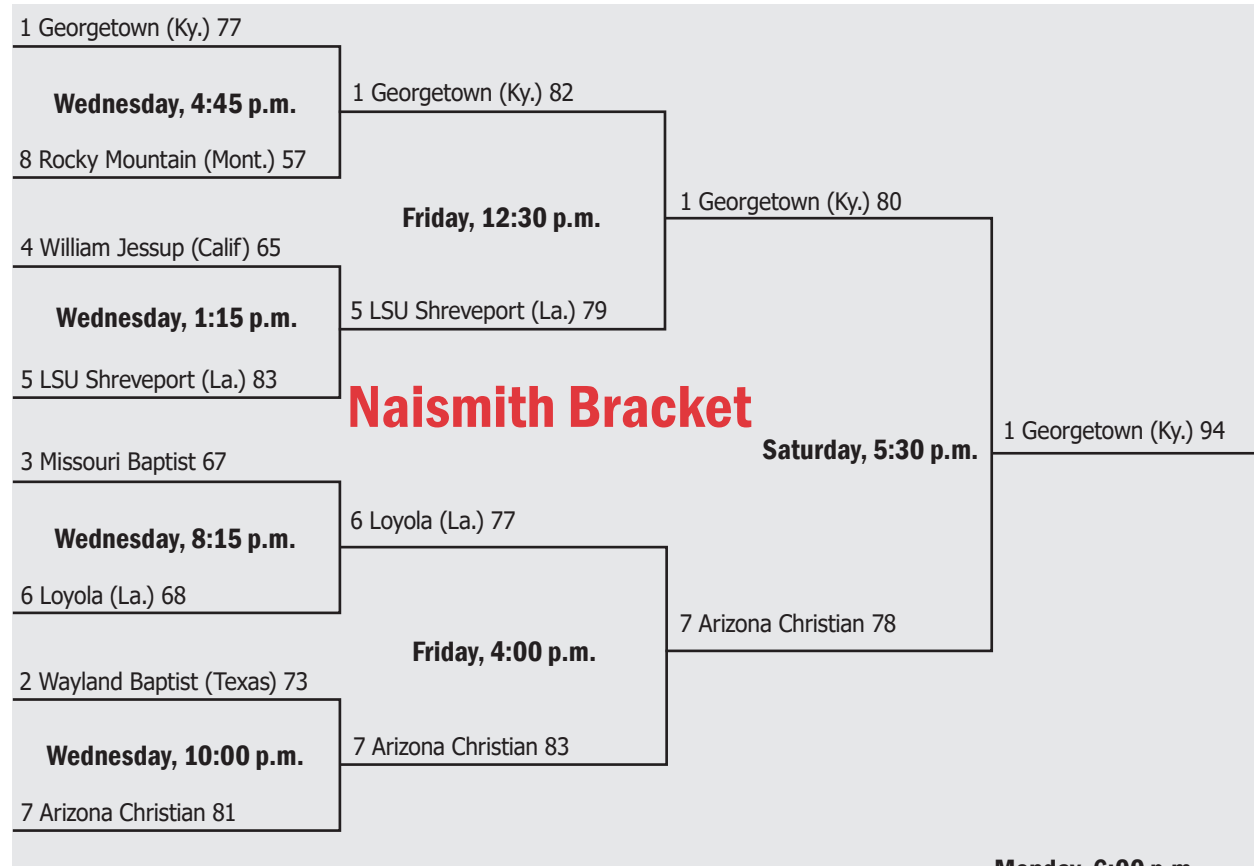 1 Georgetown (Ky.) 77
Wednesday, 4:45 p.m.
8 Rocky Mountain (Mont.) 57
4 William Jessup (Calif) 65
Wednesday, 1:15 p.m.
5 LSU Shreveport (La.) 83
3 Missouri Baptist 67
Wednesday, 8:15 p.m.
6 Loyola (La.) 68
2 Wayland Baptist (Texas) 73
Wednesday, 10:00 p.m.
7 Arizona Christian 81
1 Georgetown (Ky.) 82
Friday, 12:30 p.m.
5 LSU Shreveport (La.) 79
Naismith Bracket
6 Loyola (La.) 77
Friday, 4:00 p.m.
7 Arizona Christian 83
1 Georgetown (Ky.) 80
Saturday, 5:30 p.m.
7 Arizona Christian 78
1 Georgetown (Ky.) 94